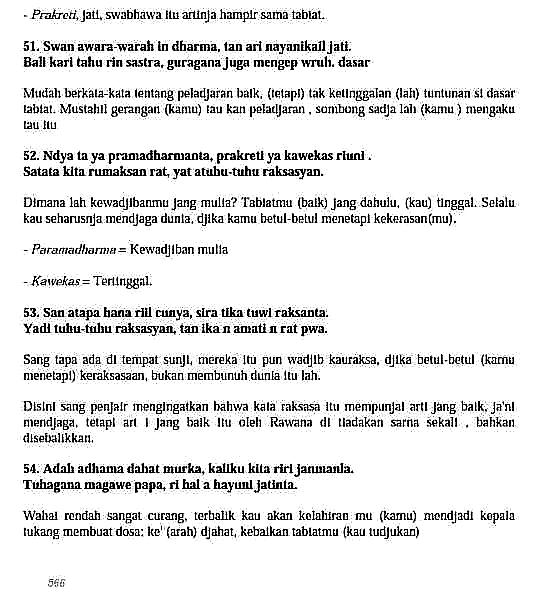 - Prakreti, jati, swabhawa itu artinja hampir sama tabiat.
51. Swan awara-warah in dharma, tan ari nayanikail jati.
Bali kari tahu rin sastra, guragana juga mengep wruh. dasar
Mudah berkata-kata tentang peladjaran baik, (tetapi) tak ketinggalan (lah) tuntunan si dasar
tabiat. Mustahil gerangan (kamu) tau kan peladjaran , sombong sadja lah (kamu ) mengaku
tau itu
52. Ndya ta ya pramadharmanta, prakreti ya kawekas riuni .
Satata kita rumaksan rat, yat atuhu-tuhu raksasyan.
Dimana lah kewadjibanmu jang mulia? Tabiatmu (baik) jang dahulu, (kau) tinggal. Selalu
kau seharusnja mendjaga dunia, djika kamu betul-betul menetapi kekerasan(mu).
- Paramadharma = Kewadjiban mulia
- Kawekas = Tertinggal.
53. San atapa hana riil cunya, sira tika tuwi raksanta.
Yadi tuhu-tuhu raksasyan, tan ika n amati n rat pwa.
Sang tapa ada di tempat sunji, mereka itu pun wadjib kauraksa, djika betul-betul (kamu
menetapi) keraksasaan, bukan membunuh dunia itu lah.
Disini sang penjair mengingatkan bahwa kata raksasa itu mempunjai arti jang baik, ja'ni
mendjaga, tetapi art i jang baik itu oleh Rawana di tiadakan sama sekali , bahkan
disebalikkan.
54. Adah adhama dahat murka, kaliku kita riri janmania.
Tuhagana magawe papa, ri hal a hayuni jatinta.
Wahai rendah sangat curang, terbalik kau akan kelahiran mu (kamu) mendjadi kepala
tukang membuat dosa; ke" (arah) djahat, kebaikan tabiatmu (kau tudjukan)
566